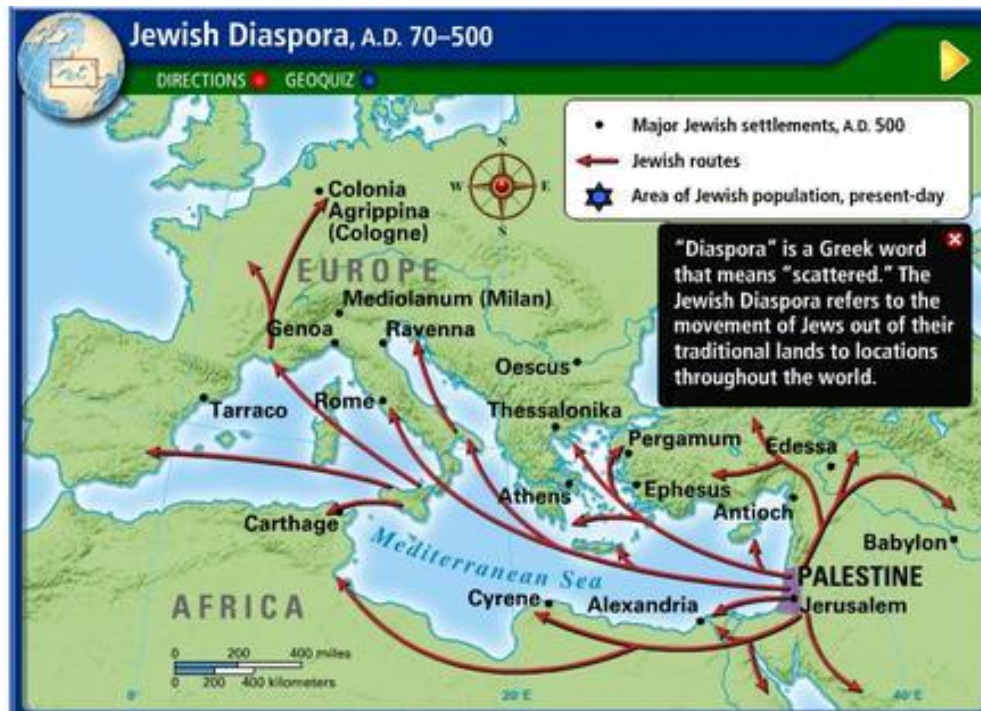 Jewish Diaspora, A.D. 70–500
DIRECTIONS GEOQUIZ
Major Jewish settlements, A.D. 500
Jewish routes
Area of Jewish population, present-day
N
W E
S
"Diaspora" is a Greek word
that means "scattered." The
Jewish Diaspora refers to the
movement of Jews out of their
traditional lands to locations
throughout the world.
Colonia
Agrippina
(Cologne)
EUROPE
Mediolanum (Milan)
Genoa
Ravenna
Oescus
Tarraco
Rome
Thessalonika
Pergamum
Edessa
Athens
Ephesus
Antioch
Carthage
Babylon
Mediterranean Sea
PALESTINE
Cyrene
Alexandria
Jerusalem
AFRICA
0 200 400 miles
0 200 400 kilometers
0°
20°E
40°E